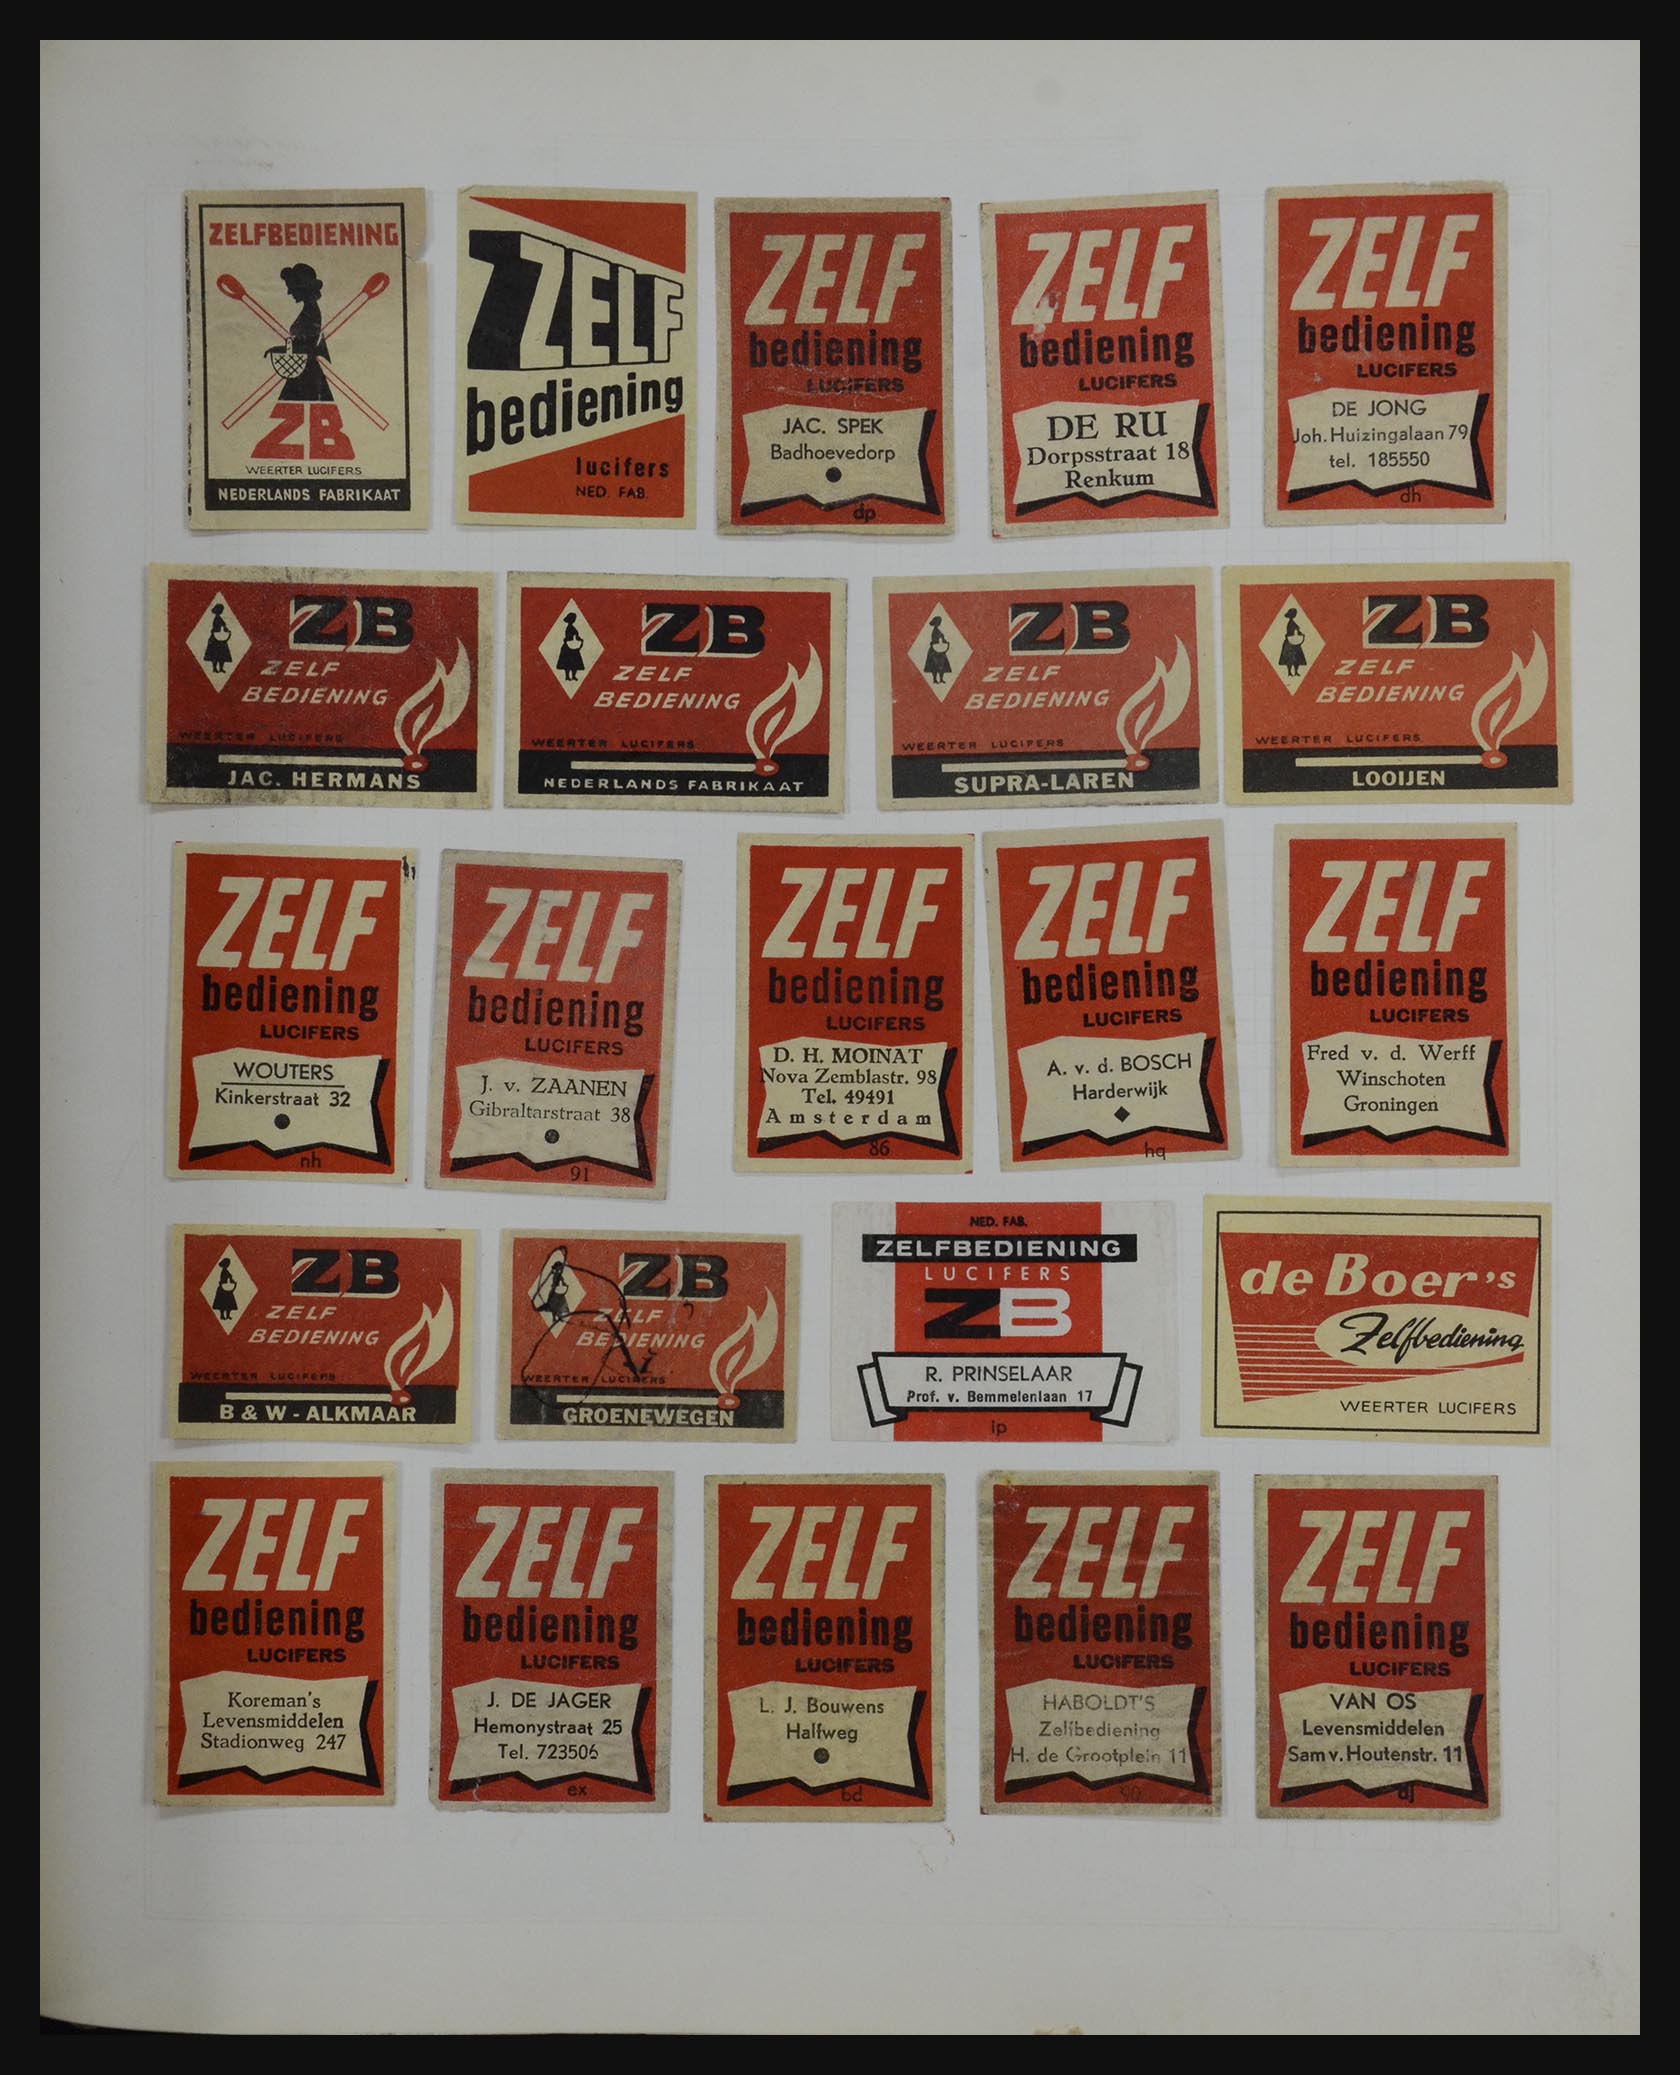 ZELFBEDIENING
ZB
WEERTER LUCIFERS
NEDERLANDS FABRIKAAT
ZELF
bediening
lucifers
NED. FAB.
ZELF
bediening
LUCIFERS
JAC. SPEK
Badhoevedorp
dp
ZELF
bediening
LUCIFERS
DE RU
Dorpsstraat 18
Renkum
ZELF
bediening
LUCIFERS
DE JONG
Joh. Huizingalaan 79
tel. 185550
dh
ZB
ZELF
BEDIENING
WEERTER LUCIFERS
JAC. HERMANS
ZB
ZELF
BEDIENING
WEERTER LUCIFERS
NEDERLANDS FABRIKAAT
ZB
ZELF
BEDIENING
WEERTER LUCIFERS
SUPRA-LAREN
ZB
ZELF
BEDIENING
WEERTER LUCIFERS
LOOIJEN
ZELF
bediening
LUCIFERS
WOUTERS
Kinkerstraat 32
nh
ZELF
bediening
LUCIFERS
J. v. ZAANEN
Gibraltarstraat 38
91
ZELF
bediening
LUCIFERS
D. H. MOINAT
Nova Zemblastr. 98
Tel. 49491
Amsterdam
86
ZELF
bediening
LUCIFERS
A. v. d. BOSCH
Harderwijk
hq
ZELF
bediening
LUCIFERS
Fred v. d. Werff
Winschoten
Groningen
ZB
ZELF
BEDIENING
WEERTER LUCIFERS
B & W - ALKMAAR
ZB
ZELF
BEDIENING
WEERTER LUCIFERS
GROENEWEGEN
NED. FAB.
ZELFBEDIENING
LUCIFERS
ZB
R. PRINSELAAR
Prof. v. Bemmelenlaan 17
ip
de Boer's
Zelfbediening
WEERTER LUCIFERS
ZELF
bediening
LUCIFERS
Koreman's
Levensmiddelen
Stadionweg 247
ZELF
bediening
LUCIFERS
J. DE JAGER
Hemonystraat 25
Tel. 723506
ex
ZELF
bediening
LUCIFERS
L. J. Bouwens
Halfweg
bd
ZELF
bediening
LUCIFERS
HABOLDT'S
Zelfbediening
H. de Grootplein 11
90
ZELF
bediening
LUCIFERS
VAN OS
Levensmiddelen
Sam v. Houtenstr. 11
dj